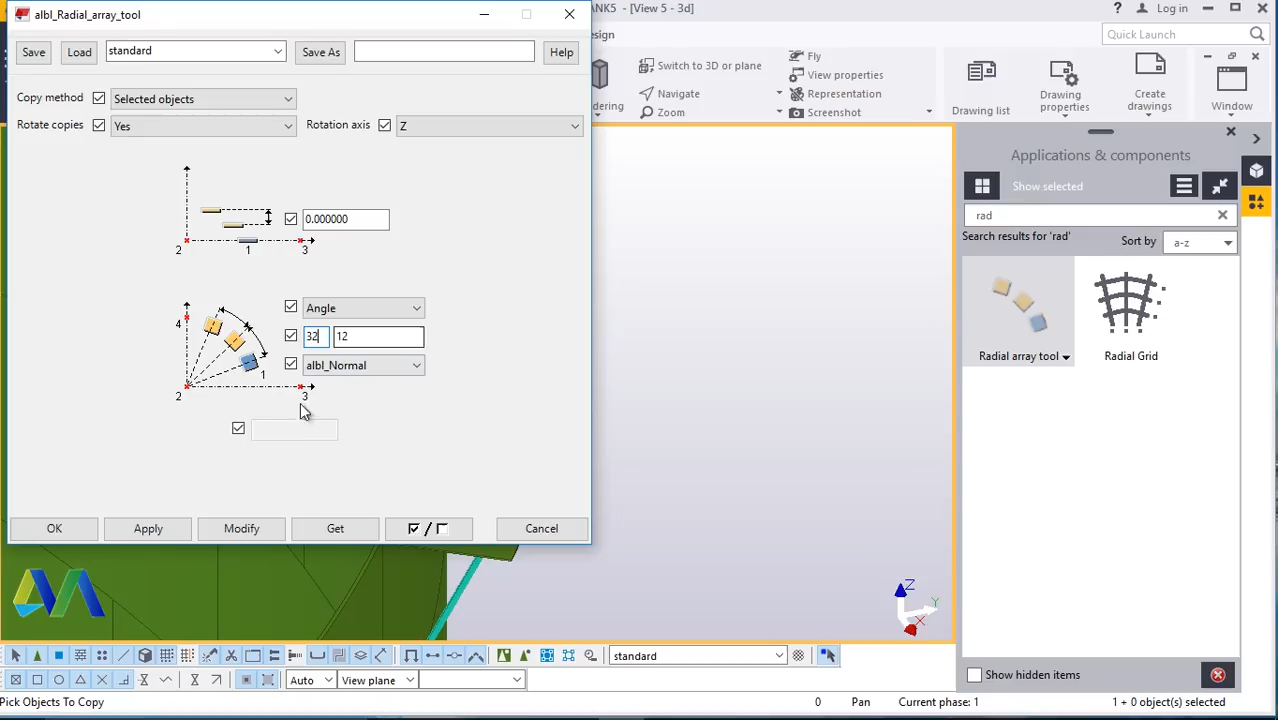 albl_Radial_array_tool
ANK5 - [View 5 - 3d]
Log in
Save
Load
standard
Save As
Help
sign
Quick Launch
Copy method
Selected objects
Rotate copies
Yes
Rotation axis
Z
dering
Switch to 3D or plane
Navigate
Zoom
Fly
View properties
Representation
Screenshot
Drawing list
Drawing
properties
Create
drawings
Window
Applications & components
Show selected
rad
Search results for 'rad'
Sort by
a-z
Radial array tool
Radial Grid
0.000000
2
1
3
Angle
4
32
12
albl_Normal
1
2
3
OK
Apply
Modify
Get
/
Cancel
Z
Y
X
standard
Auto
View plane
Show hidden items
Pick Objects To Copy
0
Pan
Current phase: 1
1 + 0 object(s) selected